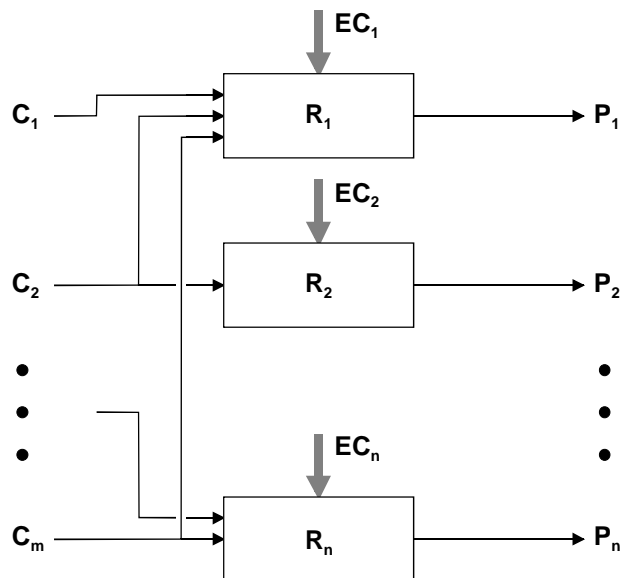 EC₁
C₁ R₁ P₁
EC₂
C₂ R₂ P₂
ECₙ
Cₘ Rₙ Pₙ